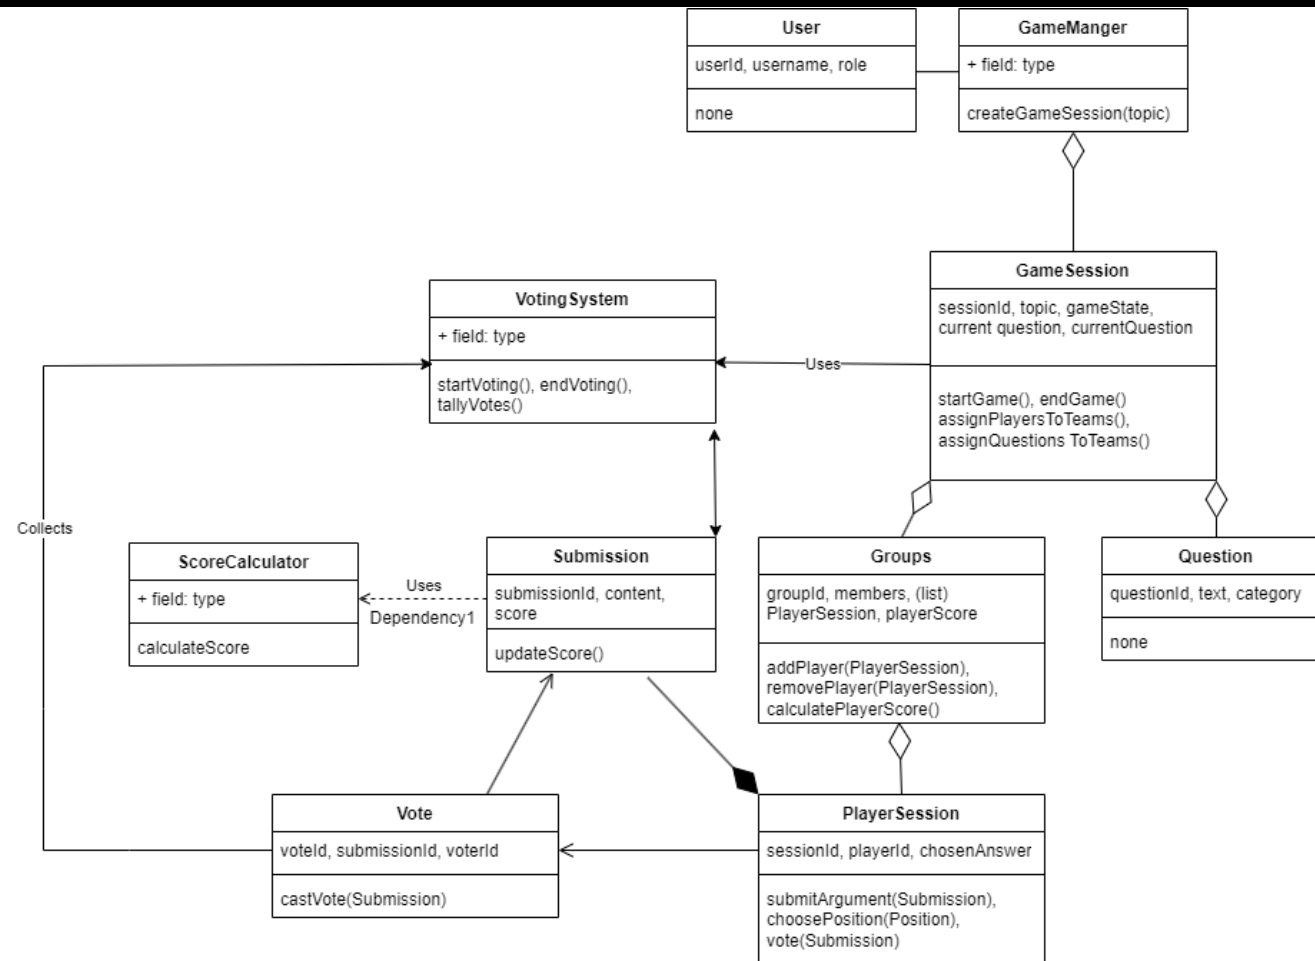 User
userId, username, role
none
GameManger
+ field: type
createGameSession(topic)
GameSession
sessionId, topic, gameState,
current question, currentQuestion
startGame(), endGame()
assignPlayersToTeams(),
assignQuestions ToTeams()
VotingSystem
+ field: type
startVoting(), endVoting(),
tallyVotes()
Uses
Collects
ScoreCalculator
+ field: type
calculateScore
Uses
Dependency1
Submission
submissionId, content,
score
updateScore()
Groups
groupId, members, (list)
PlayerSession, playerScore
addPlayer(PlayerSession),
removePlayer(PlayerSession),
calculatePlayerScore()
Question
questionId, text, category
none
Vote
voteId, submissionId, voterId
castVote(Submission)
PlayerSession
sessionId, playerId, chosenAnswer
submitArgument(Submission),
choosePosition(Position),
vote(Submission)